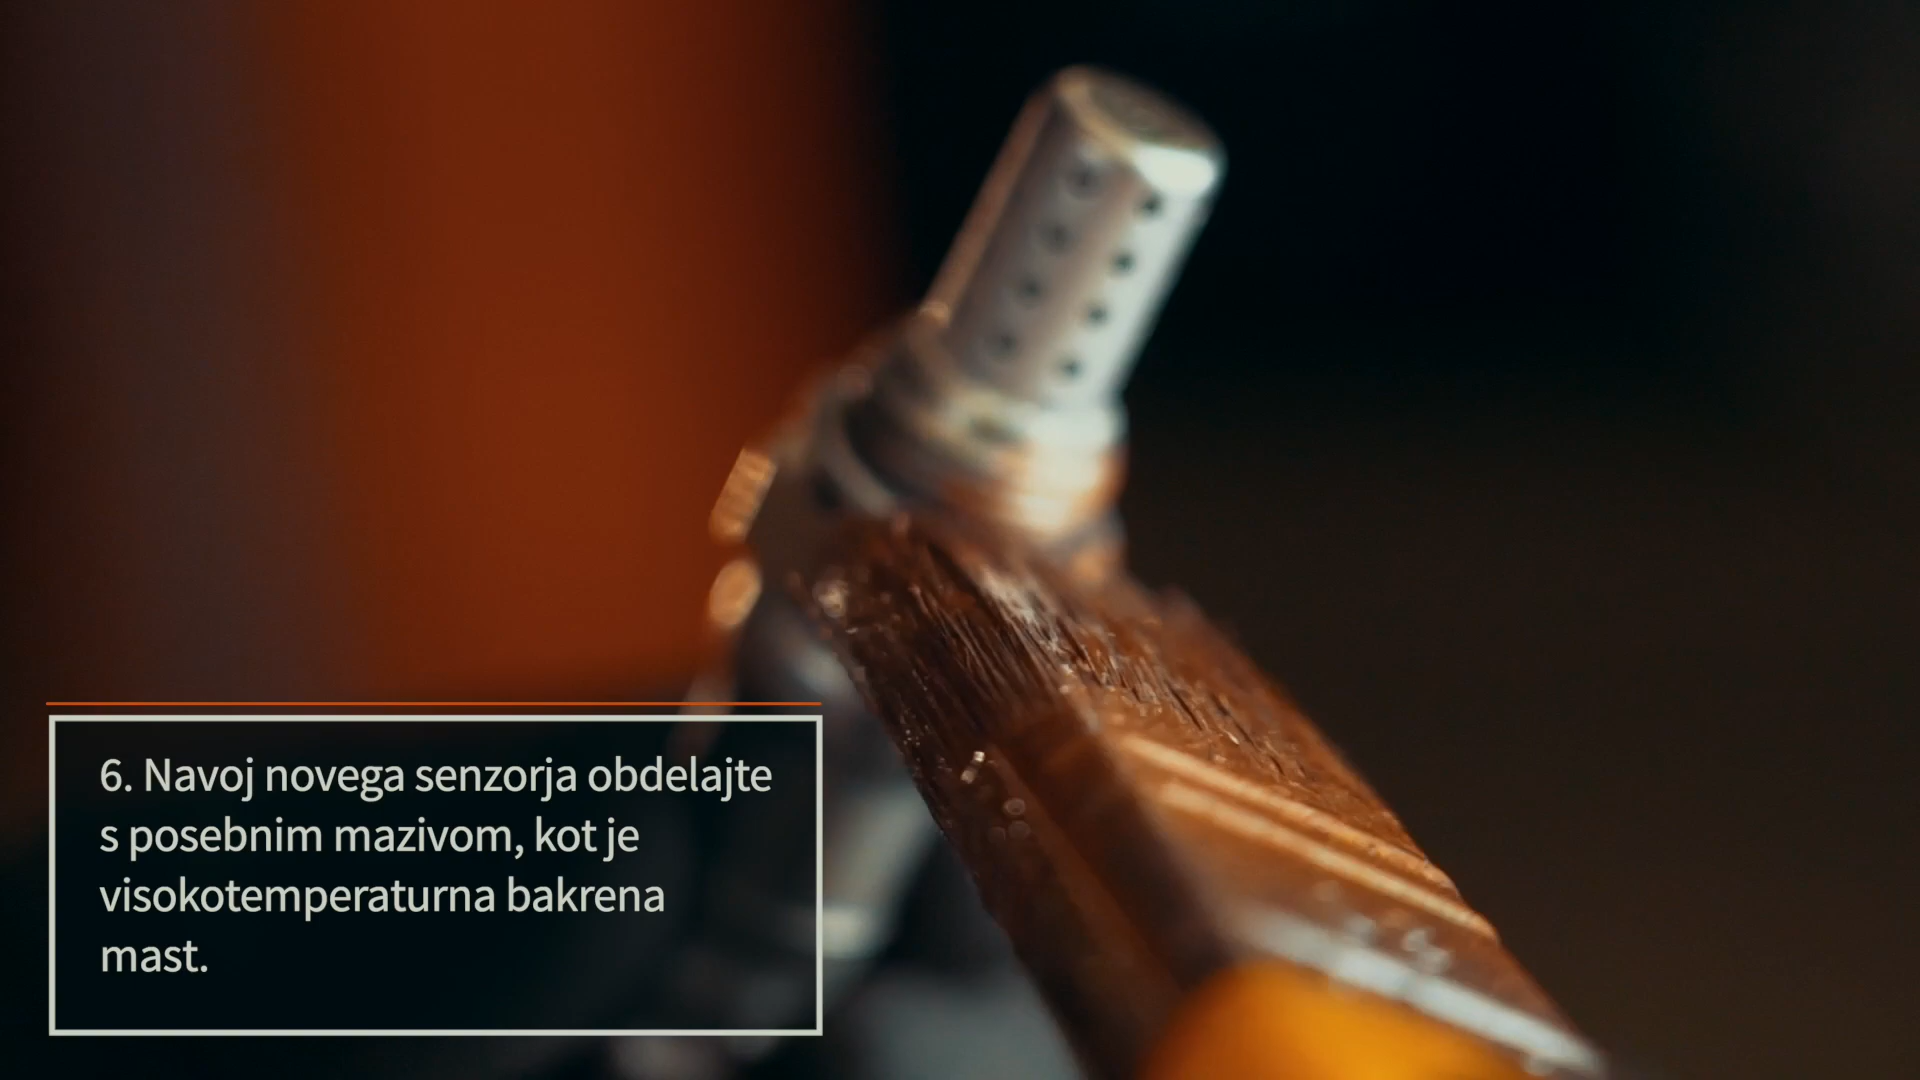 6. Navoj novega senzorja obdelajte
s posebnim mazivom, kot je
visokotemperaturna bakrena
mast.